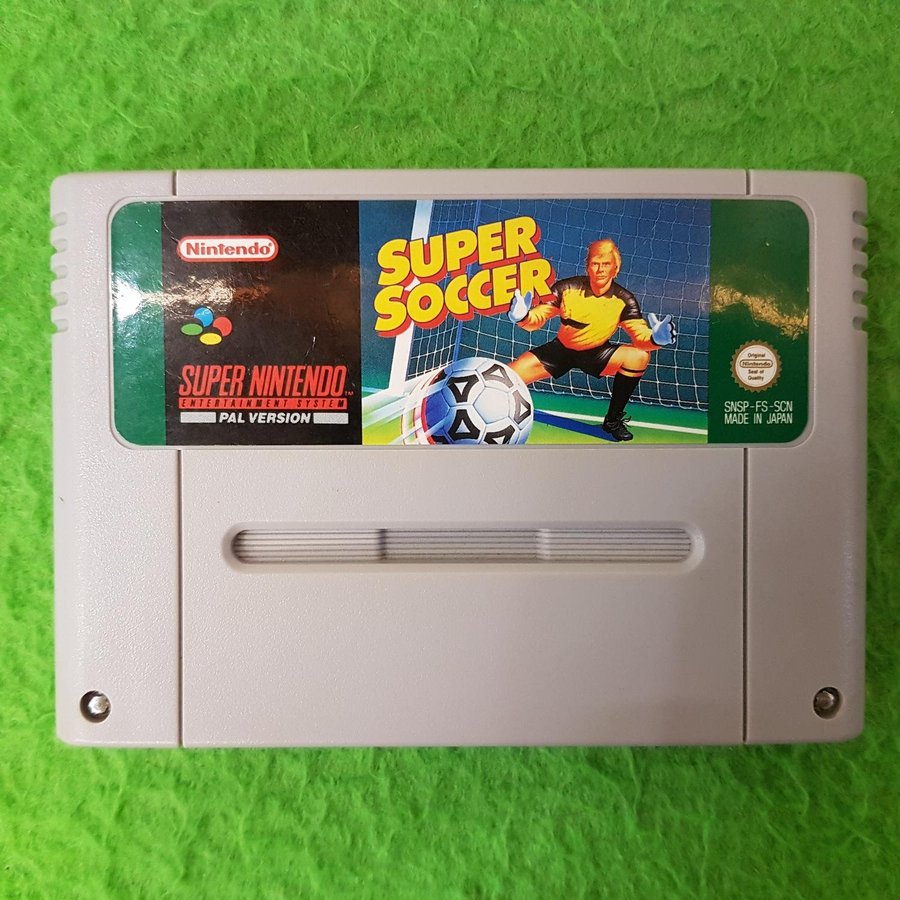 Nintendo
SUPER NINTENDO™
ENTERTAINMENT SYSTEM
PAL VERSION
SUPER
SOCCER
Original
Nintendo
Seal of
Quality
SNSP-FS-SCN
MADE IN JAPAN